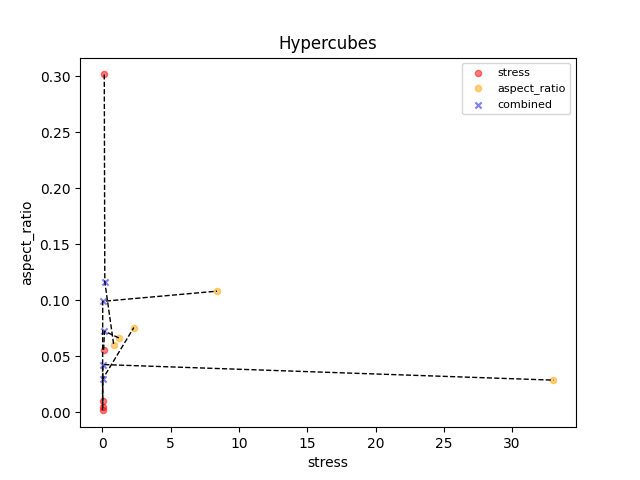 Hypercubes
stress
aspect_ratio
combined
0.30
0.25
0.20
0.15
0.10
0.05
0.00
aspect_ratio
0 5 10 15 20 25 30
stress